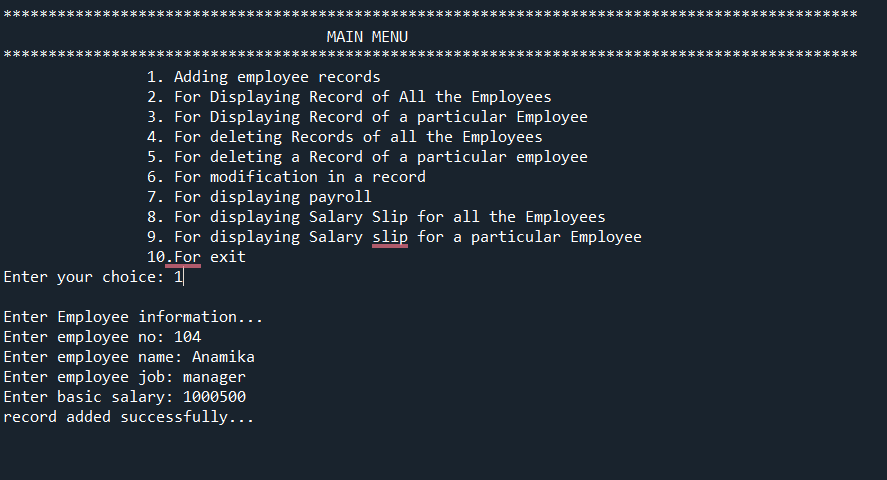 ***********************************************************************************************
MAIN MENU
***********************************************************************************************
1. Adding employee records
2. For Displaying Record of All the Employees
3. For Displaying Record of a particular Employee
4. For deleting Records of all the Employees
5. For deleting a Record of a particular employee
6. For modification in a record
7. For displaying payroll
8. For displaying Salary Slip for all the Employees
9. For displaying Salary slip for a particular Employee
10.For exit
Enter your choice: 1
Enter Employee information...
Enter employee no: 104
Enter employee name: Anamika
Enter employee job: manager
Enter basic salary: 1000500
record added successfully...